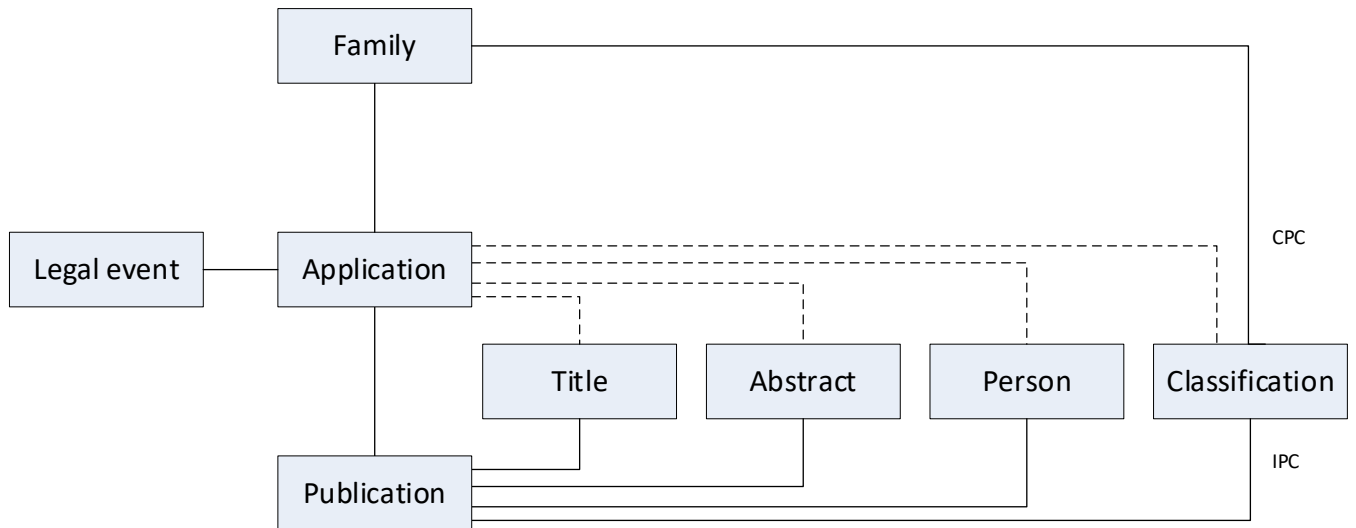 Family
CPC
Legal event
Application
Title
Abstract
Person
Classification
IPC
Publication